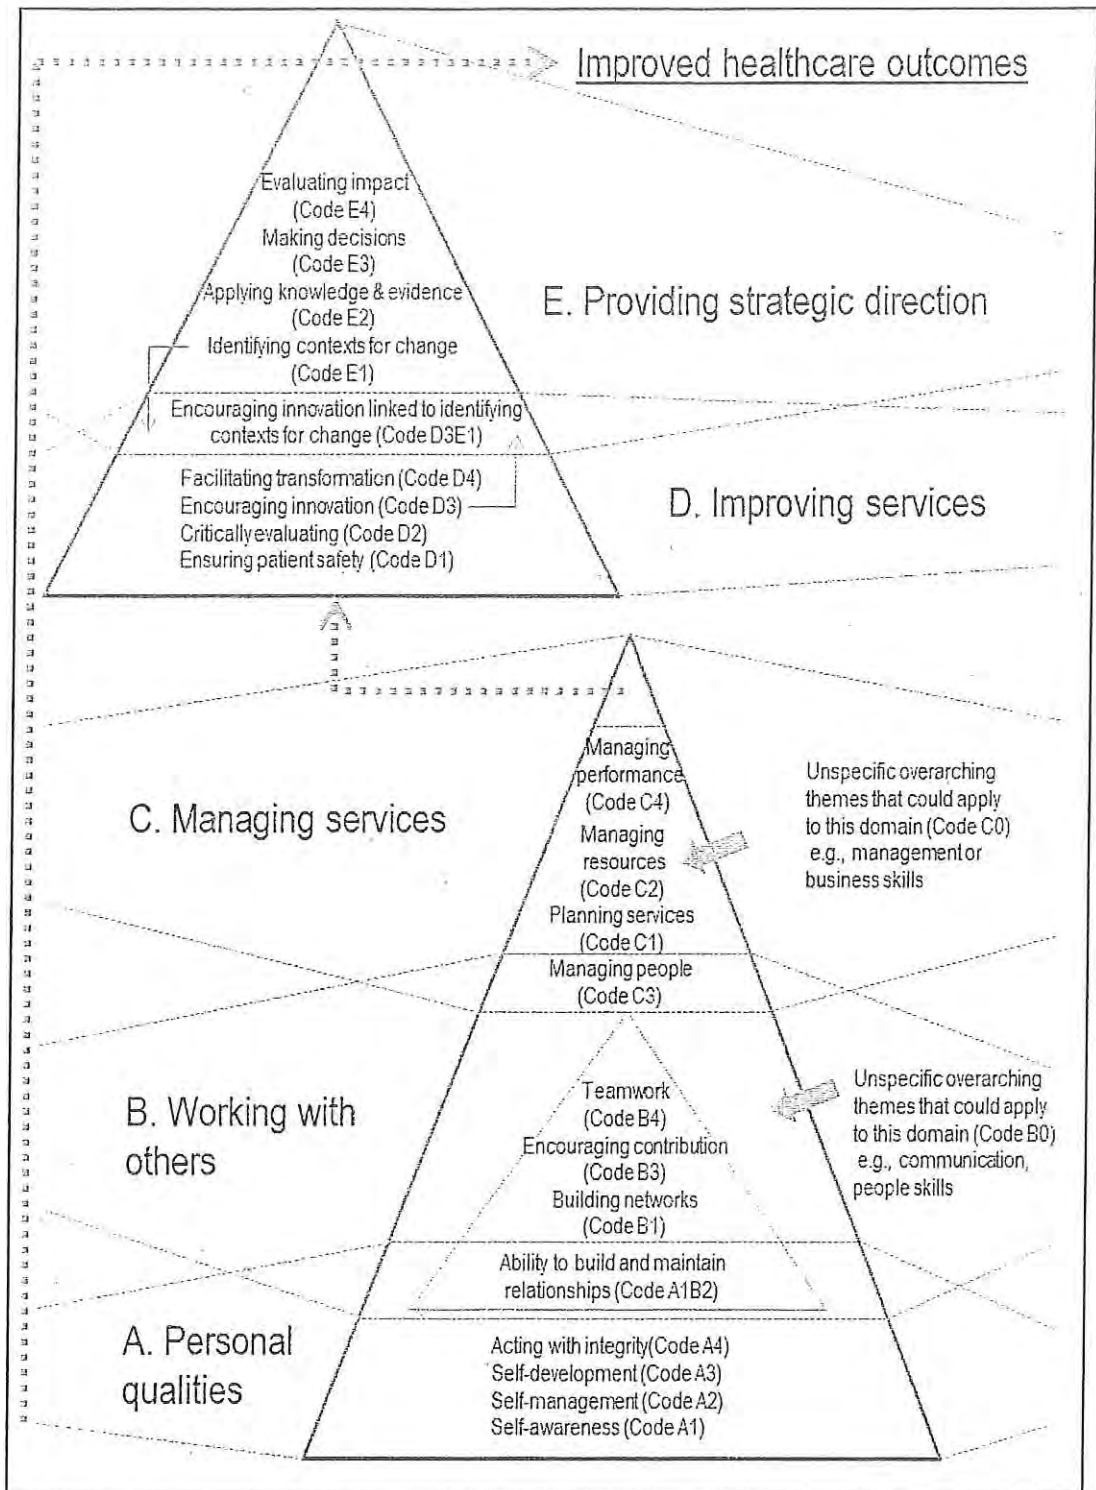 Improved healthcare outcomes
Evaluating impact
(Code E4)
Making decisions
(Code E3)
Applying knowledge & evidence
(Code E2)
Identifying contexts for change
(Code E1)
E. Providing strategic direction
Encouraging innovation linked to identifying
contexts for change (Code D3E1)
Facilitating transformation (Code D4)
Encouraging innovation (Code D3)
Critically evaluating (Code D2)
Ensuring patient safety (Code D1)
D. Improving services
Managing
performance
(Code C4)
Managing
resources
(Code C2)
Planning services
(Code C1)
Managing people
(Code C3)
C. Managing services
Unspecific overarching
themes that could apply
to this domain (Code C0)
e.g., management or
business skills
Teamwork
(Code B4)
Encouraging contribution
(Code B3)
Building networks
(Code B1)
Ability to build and maintain
relationships (Code A1B2)
B. Working with
others
Unspecific overarching
themes that could apply
to this domain (Code B0)
e.g., communication,
people skills
A. Personal
qualities
Acting with integrity(Code A4)
Self-development (Code A3)
Self-management (Code A2)
Self-awareness (Code A1)